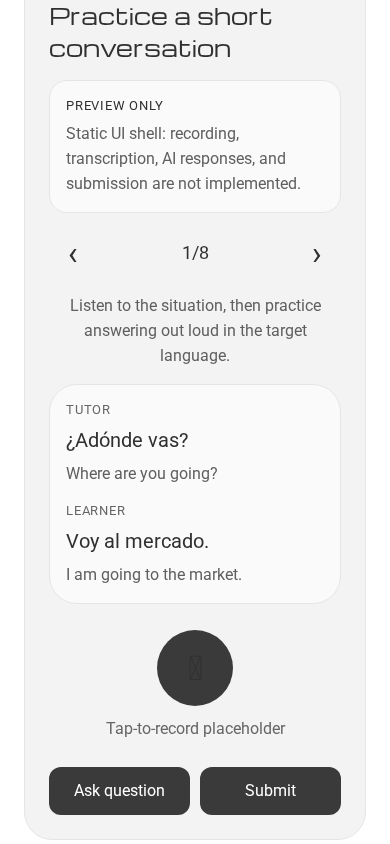 Practice a short
conversation
PREVIEW ONLY
Static UI shell: recording,
transcription, AI responses, and
submission are not implemented.
‹ 1/8 ›
Listen to the situation, then practice
answering out loud in the target
language.
TUTOR
¿Adónde vas?
Where are you going?
LEARNER
Voy al mercado.
I am going to the market.
Tap-to-record placeholder
Ask question Submit